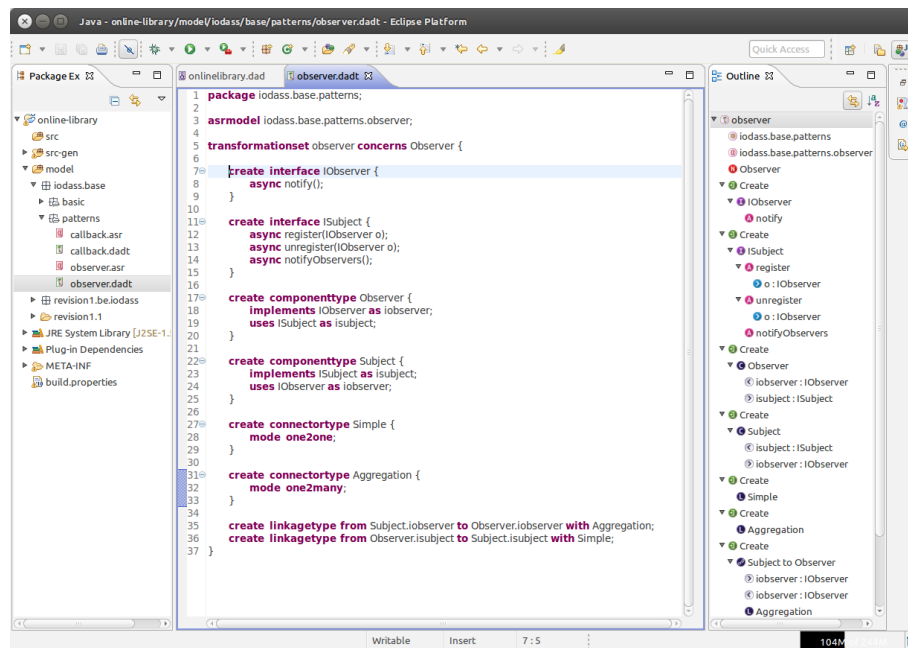 Java - online-library/model/iodass/base/patterns/observer.dadt - Eclipse Platform
Quick Access
Package Ex
online-library
src
src-gen
model
iodass.base
basic
patterns
callback.asr
callback.dadt
observer.asr
observer.dadt
revision1.be.iodass
revision1.1
JRE System Library [J2SE-1.
Plug-in Dependencies
META-INF
build.properties
onlinelibrary.dad
observer.dadt
1 package iodass.base.patterns;
2
3 asrmodel iodass.base.patterns.observer;
4
5 transformationset observer concerns Observer {
6
7 create interface IObserver {
8 async notify();
9 }
10
11 create interface ISubject {
12 async register(IObserver o);
13 async unregister(IObserver o);
14 async notifyObservers();
15 }
16
17 create componenttype Observer {
18 implements IObserver as iobserver;
19 uses ISubject as isubject;
20 }
21
22 create componenttype Subject {
23 implements ISubject as isubject;
24 uses IObserver as iobserver;
25 }
26
27 create connectortype Simple {
28 mode one2one;
29 }
30
31 create connectortype Aggregation {
32 mode one2many;
33 }
34
35 create linkagetype from Subject.iobserver to Observer.iobserver with Aggregation;
36 create linkagetype from Observer.isubject to Subject.isubject with Simple;
37 }
Outline
observer
iodass.base.patterns
iodass.base.patterns.observer
Observer
Create
IObserver
notify
Create
ISubject
register
o : IObserver
unregister
o : IObserver
notifyObservers
Create
Observer
iobserver : IObserver
isubject : ISubject
Create
Subject
isubject : ISubject
iobserver : IObserver
Create
Simple
Create
Aggregation
Create
Subject to Observer
iobserver : IObserver
iobserver : IObserver
Aggregation
Writable
Insert
7 : 5
104M